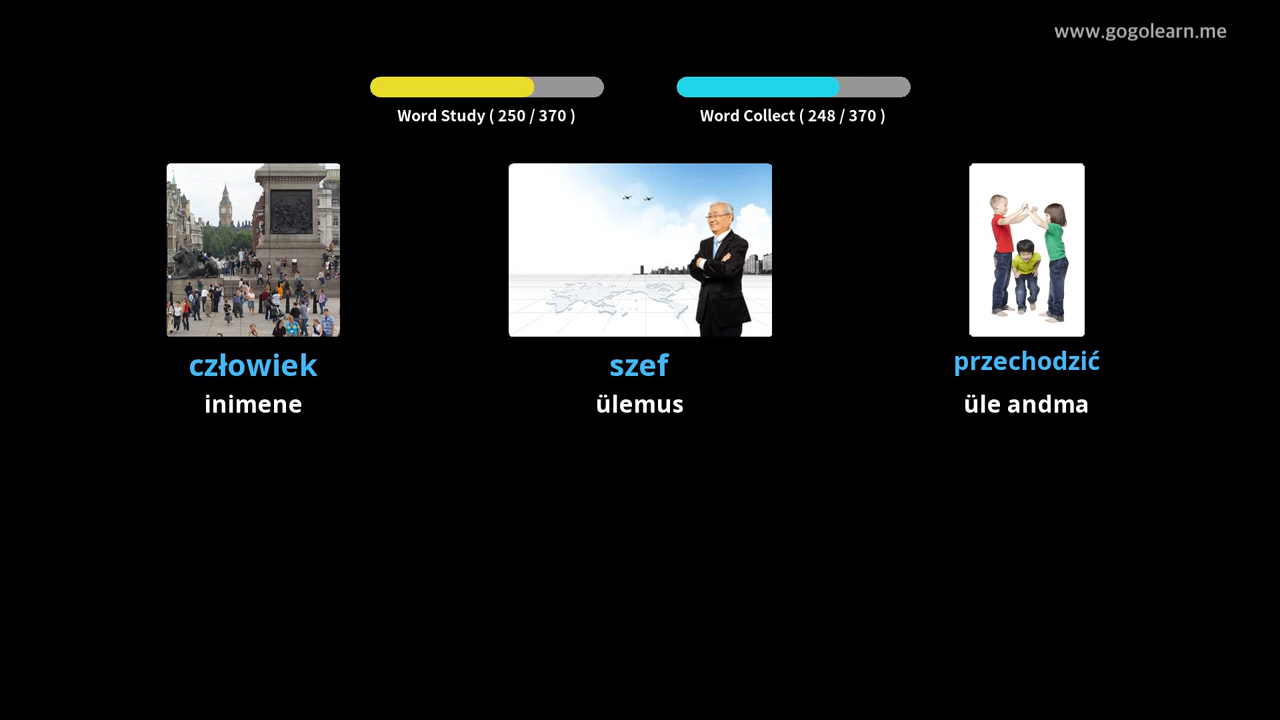 www.gogolearn.me
Word Study ( 250 / 370 )
Word Collect ( 248 / 370 )
człowiek
szef
przechodzić
inimene
ülemus
üle andma